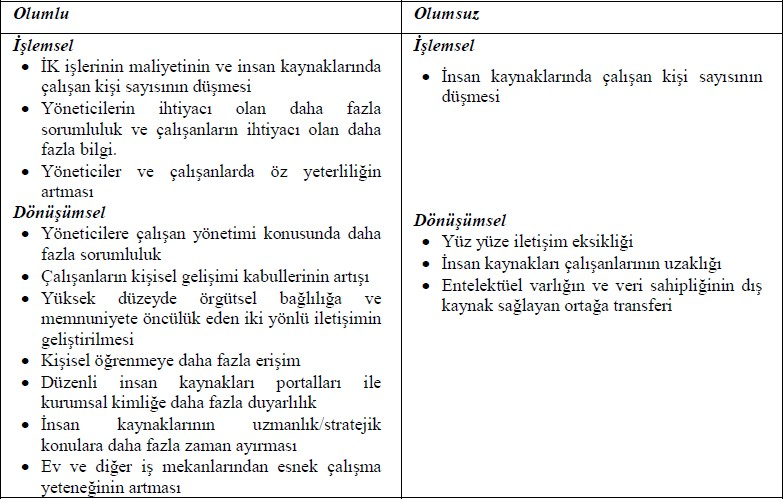 Olumlu
İşlemsel
• İK işlerinin maliyetinin ve insan kaynaklarında
çalışan kişi sayısının düşmesi
• Yöneticilerin ihtiyacı olan daha fazla
sorumluluk ve çalışanların ihtiyacı olan daha
fazla bilgi.
• Yöneticiler ve çalışanlarda öz yeterliliğin
artması
Dönüşümsel
• Yöneticilere çalışan yönetimi konusunda daha
fazla sorumluluk
• Çalışanların kişisel gelişimi kabullerinin artışı
• Yüksek düzeyde örgütsel bağlılığa ve
memnuniyete öncülük eden iki yönlü iletişimin
geliştirilmesi
• Kişisel öğrenmeye daha fazla erişim
• Düzenli insan kaynakları portalları ile
kurumsal kimliğe daha fazla duyarlılık
• İnsan kaynaklarının uzmanlık/stratejik
konulara daha fazla zaman ayırması
• Ev ve diğer iş mekanlarından esnek çalışma
yeteneğinin artması
Olumsuz
İşlemsel
• İnsan kaynaklarında çalışan kişi sayısının
düşmesi
Dönüşümsel
• Yüz yüze iletişim eksikliği
• İnsan kaynakları çalışanlarının uzaklığı
• Entelektüel varlığın ve veri sahipliğinin dış
kaynak sağlayan ortağa transferi